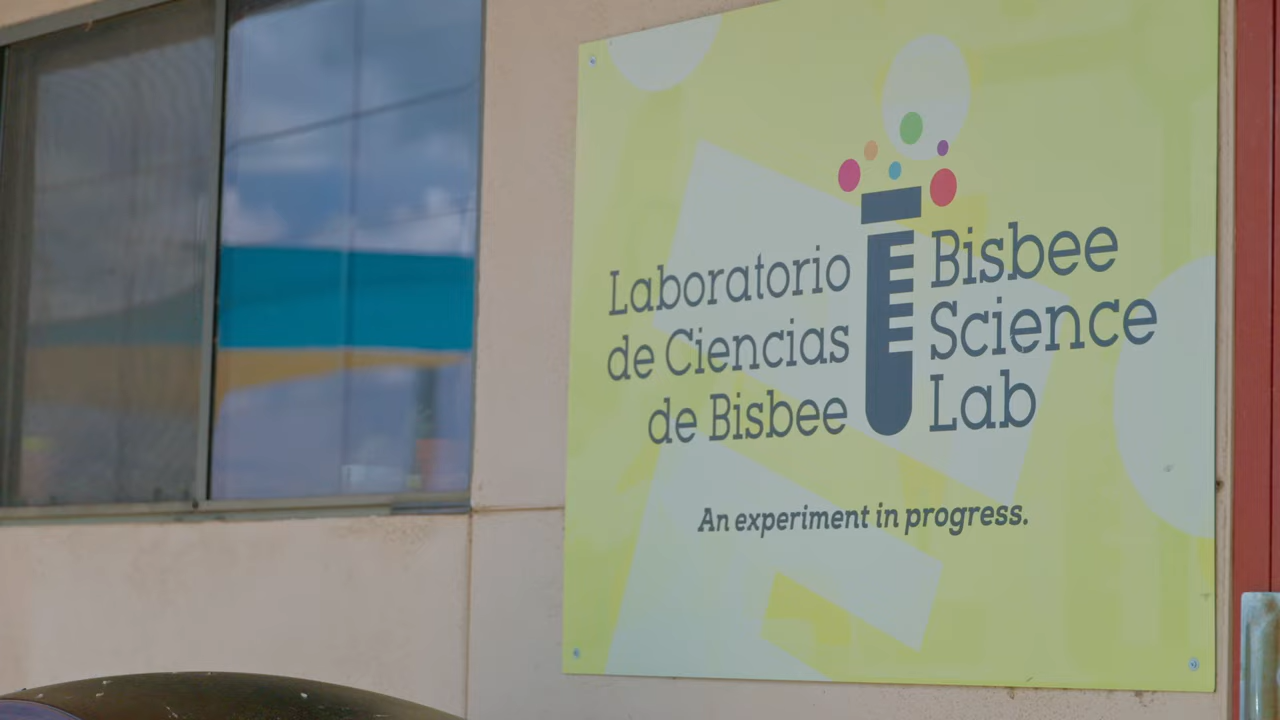 Laboratorio
de Ciencias
de Bisbee
Bisbee
Science
Lab
An experiment in progress.